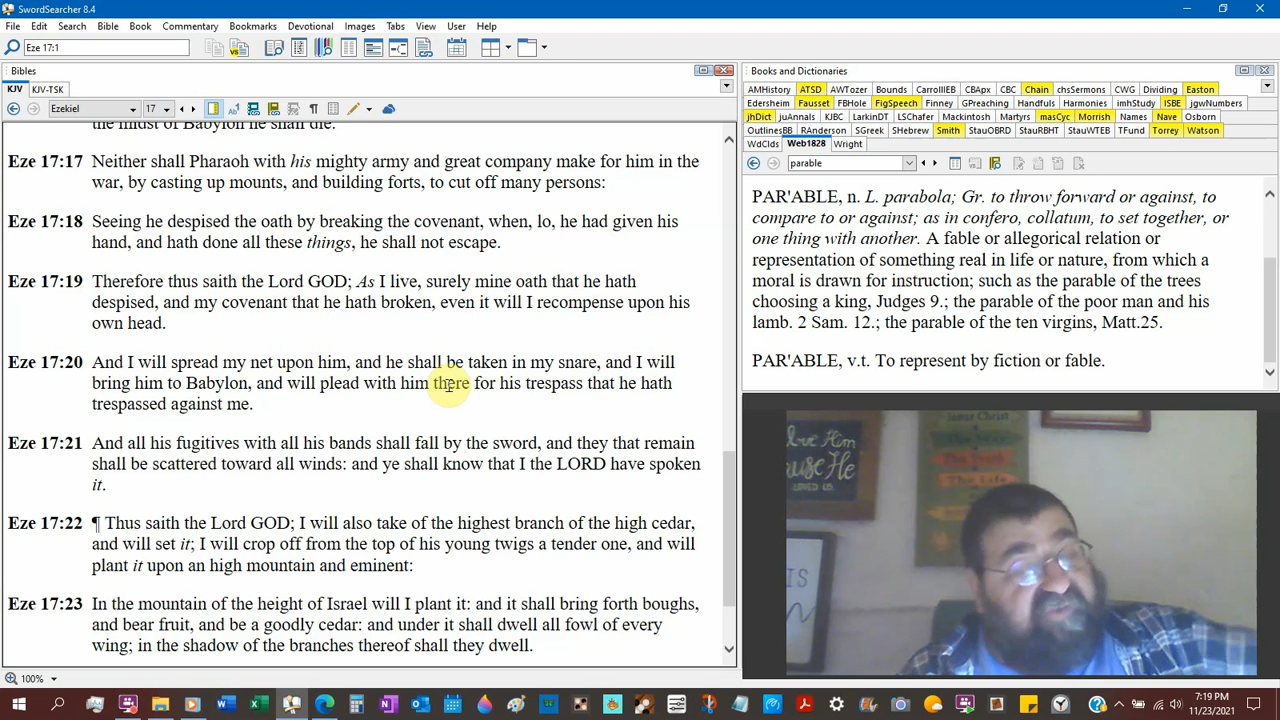 SwordSearcher 8.4
File Edit Search Bible Book Commentary Bookmarks Devotional Images Tabs View User Help
Eze 17:1
Bibles
KJV KJV-TSK
Ezekiel 17
the midst of Babylon he shall die.
Eze 17:17 Neither shall Pharaoh with his mighty army and great company make for him in the
war, by casting up mounts, and building forts, to cut off many persons:
Eze 17:18 Seeing he despised the oath by breaking the covenant, when, lo, he had given his
hand, and hath done all these things, he shall not escape.
Eze 17:19 Therefore thus saith the Lord GOD; As I live, surely mine oath that he hath
despised, and my covenant that he hath broken, even it will I recompense upon his
own head.
Eze 17:20 And I will spread my net upon him, and he shall be taken in my snare, and I will
bring him to Babylon, and will plead with him there for his trespass that he hath
trespassed against me.
Eze 17:21 And all his fugitives with all his bands shall fall by the sword, and they that remain
shall be scattered toward all winds: and ye shall know that I the LORD have spoken
it.
Eze 17:22 ¶ Thus saith the Lord GOD; I will also take of the highest branch of the high cedar,
and will set it; I will crop off from the top of his young twigs a tender one, and will
plant it upon an high mountain and eminent:
Eze 17:23 In the mountain of the height of Israel will I plant it: and it shall bring forth boughs,
and bear fruit, and be a goodly cedar: and under it shall dwell all fowl of every
wing; in the shadow of the branches thereof shall they dwell.
100%
Books and Dictionaries
AMHistory ATSD AWTozer Bounds CarrollEB CBApx CBC Chain chsSermons CWG Dividing Easton
Edersheim Fausset FBHole FigSpeech Finney GPreaching Handfuls Harmonies imhStudy ISBE jgwNumbers
jhDict juAnnals KJBC LarkinDT LSChafer Mackintosh Martyrs masCyc Morrish Names Nave Osborn
OutlinesBB RAnderson SGreek SHebrew Smith StauOBRD StauRBHT StauWTEB TFund Torrey Watson
WdClds Web1828 Wright
parable
PAR'ABLE, n. L. parabola; Gr. to throw forward or against, to
compare to or against; as in confero, collatum, to set together, or
one thing with another. A fable or allegorical relation or
representation of something real in life or nature, from which a
moral is drawn for instruction; such as the parable of the trees
choosing a king, Judges 9.; the parable of the poor man and his
lamb. 2 Sam. 12.; the parable of the ten virgins, Matt.25.
PAR'ABLE, v.t. To represent by fiction or fable.
Jesus Christ
The Way
The Truth
The Life
love Him
ause He
LOVED US.
IS
7:19 PM
11/23/2021